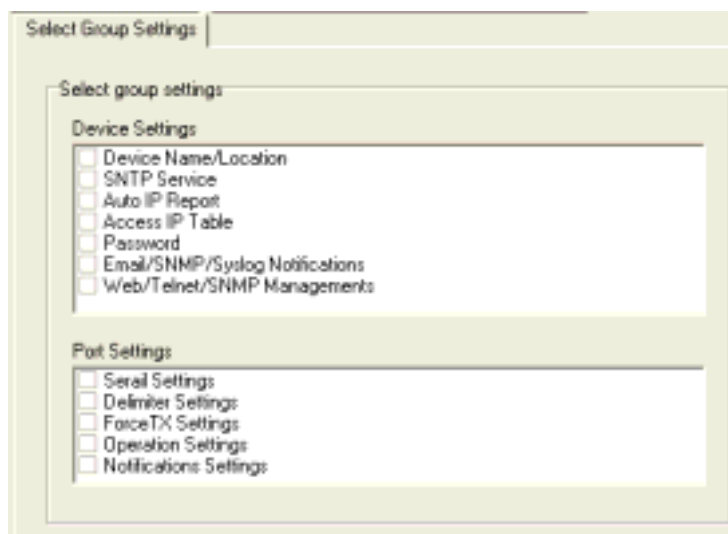 Select Group Settings
Select group settings
Device Settings
Device Name/Location
SNTP Service
Auto IP Report
Access IP Table
Password
Email/SNMP/Syslog Notifications
Web/Telnet/SNMP Managements
Port Settings
Serail Settings
Delimiter Settings
ForceTX Settings
Operation Settings
Notifications Settings